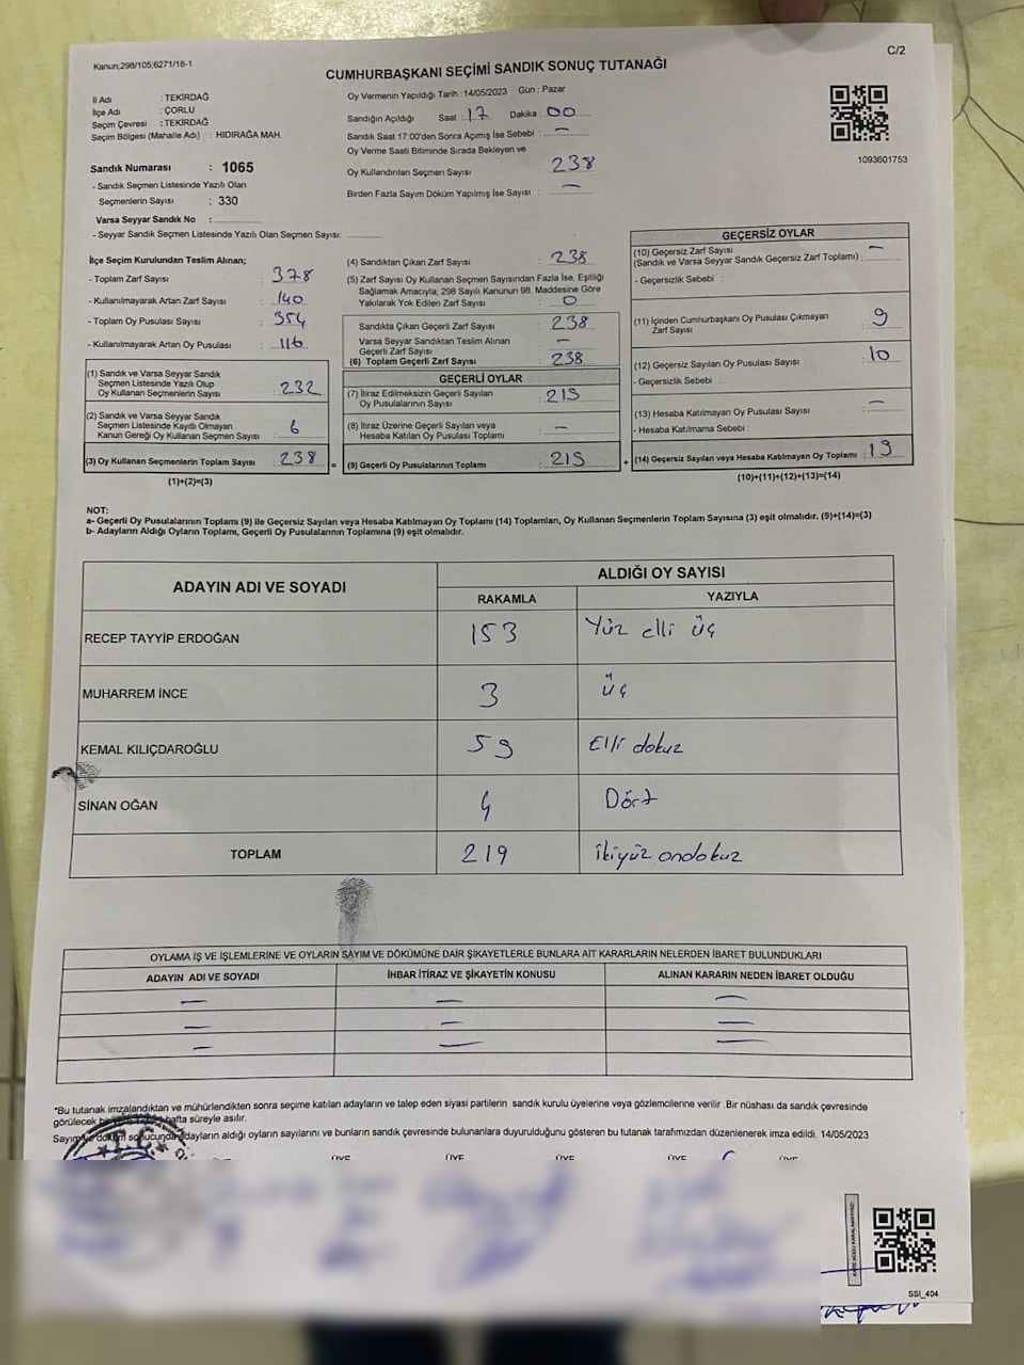 C/2
Kanun;298/105;6271/18-1
CUMHURBAŞKANI SEÇİMİ SANDIK SONUÇ TUTANAĞI
İl Adı : TEKİRDAĞ
İlçe Adı : ÇORLU
Seçim Çevresi : TEKİRDAĞ
Seçim Bölgesi (Mahalle Adı) : HIDIRAĞA MAH.
Sandık Numarası : 1065
- Sandık Seçmen Listesinde Yazılı Olan
Seçmenlerin Sayısı : 330
Varsa Seyyar Sandık No :
- Seyyar Sandık Seçmen Listesinde Yazılı Olan Seçmen Sayısı:
Oy Vermenin Yapıldığı Tarih : 14/05/2023 Gün : Pazar
Sandığın Açıldığı Saat 17 Dakika 00
Sandık Saat 17:00'den Sonra Açımış İse Sebebi : —
Oy Verme Saati Bitiminde Sırada Bekleyen ve
Oy Kullandırılan Seçmen Sayısı 238
Birden Fazla Sayım Döküm Yapılmış İse Sayısı : —
1093601753
İlçe Seçim Kurulundan Teslim Alınan;
- Toplam Zarf Sayısı : 378
- Kullanılmayarak Artan Zarf Sayısı : 140
- Toplam Oy Pusulası Sayısı : 354
- Kullanılmayarak Artan Oy Pusulası : 116
(1) Sandık ve Varsa Seyyar Sandık
Seçmen Listesinde Yazılı Olup
Oy Kullanan Seçmenlerin Sayısı : 232
(2) Sandık ve Varsa Seyyar Sandık
Seçmen Listesinde Kayıtlı Olmayan
Kanun Gereği Oy Kullanan Seçmen Sayısı : 6
(3) Oy Kullanan Seçmenlerin Toplam Sayısı : 238 =
(1)+(2)=(3)
(4) Sandıktan Çıkan Zarf Sayısı : 238
(5) Zarf Sayısı Oy Kullanan Seçmen Sayısından Fazla İse, Eşitliği
Sağlamak Amacıyla; 298 Sayılı Kanunun 98. Maddesine Göre
Yakılarak Yok Edilen Zarf Sayısı : 0
Sandıkta Çıkan Geçerli Zarf Sayısı : 238
Varsa Seyyar Sandıktan Teslim Alınan
Geçerli Zarf Sayısı : —
(6) Toplam Geçerli Zarf Sayısı : 238
GEÇERLİ OYLAR
(7) İtiraz Edilmeksizin Geçerli Sayılan
Oy Pusulalarının Sayısı : 219
(8) İtiraz Üzerine Geçerli Sayılan veya
Hesaba Katılan Oy Pusulası Toplamı : —
(9) Geçerli Oy Pusulalarının Toplamı : 219 +
GEÇERSİZ OYLAR
(10) Geçersiz Zarf Sayısı
(Sandık ve Varsa Seyyar Sandık Geçersiz Zarf Toplamı) : —
- Geçersizlik Sebebi :
(11) İçinden Cumhurbaşkanı Oy Pusulası Çıkmayan
Zarf Sayısı : 9
(12) Geçersiz Sayılan Oy Pusulası Sayısı : 10
- Geçersizlik Sebebi :
(13) Hesaba Katılmayan Oy Pusulası Sayısı : —
- Hesaba Katılmama Sebebi :
(14) Geçersiz Sayılan veya Hesaba Katılmayan Oy Toplamı : 19
(10)+(11)+(12)+(13)=(14)
NOT:
a- Geçerli Oy Pusulalarının Toplamı (9) ile Geçersiz Sayılan veya Hesaba Katılmayan Oy Toplamı (14) Toplamları, Oy Kullanan Seçmenlerin Toplam Sayısına (3) eşit olmalıdır. (9)+(14)=(3)
b- Adayların Aldığı Oyların Toplamı, Geçerli Oy Pusulalarının Toplamına (9) eşit olmalıdır.
ADAYIN ADI VE SOYADI ALDIĞI OY SAYISI
RAKAMLA YAZIYLA
RECEP TAYYİP ERDOĞAN 153 Yüz elli üç
MUHARREM İNCE 3 üç
KEMAL KILIÇDAROĞLU 59 Elli dokuz
SİNAN OĞAN 4 Dört
TOPLAM 219 ikiyüz ondokuz
OYLAMA İŞ VE İŞLEMLERİNE VE OYLARIN SAYIM VE DÖKÜMÜNE DAİR ŞİKAYETLERLE BUNLARA AİT KARARLARIN NELERDEN İBARET BULUNDUKLARI
ADAYIN ADI VE SOYADI İHBAR İTİRAZ VE ŞİKAYETİN KONUSU ALINAN KARARIN NEDEN İBARET OLDUĞU
— — —
— — —
— — —
*Bu tutanak imzalandıktan ve mühürlendikten sonra seçime katılan adayların ve talep eden siyasi partilerin sandık kurulu üyelerine veya gözlemcilerine verilir. Bir nüshası da sandık çevresinde
görülecek hafta süreyle asılır.
Sayım ve döküm sonucunda adayların aldığı oyların sayılarını ve bunların sandık çevresinde bulunanlara duyurulduğunu gösteren bu tutanak tarafımızdan düzenlenerek imza edildi. 14/05/2023
T.C.
ÜYE ÜYE ÜYE ÜYE ÜYE
SSİ_404